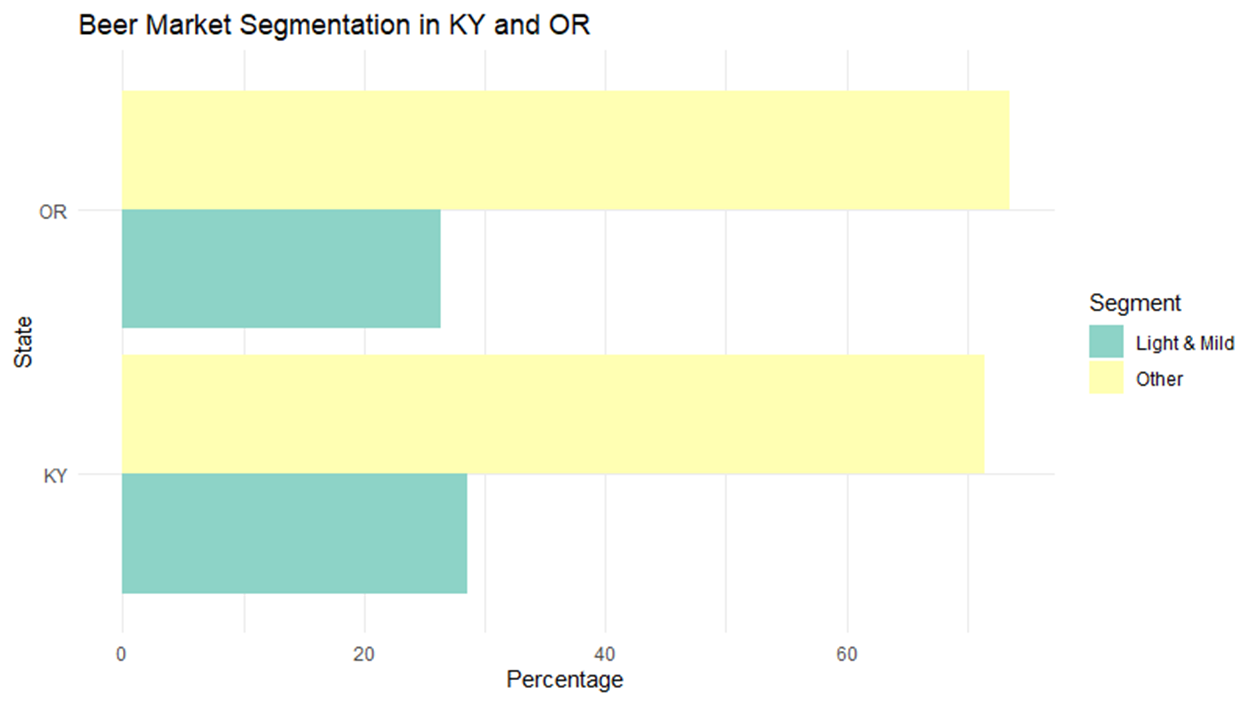 Beer Market Segmentation in KY and OR
OR
KY
State
0 20 40 60
Percentage
Segment
Light & Mild
Other